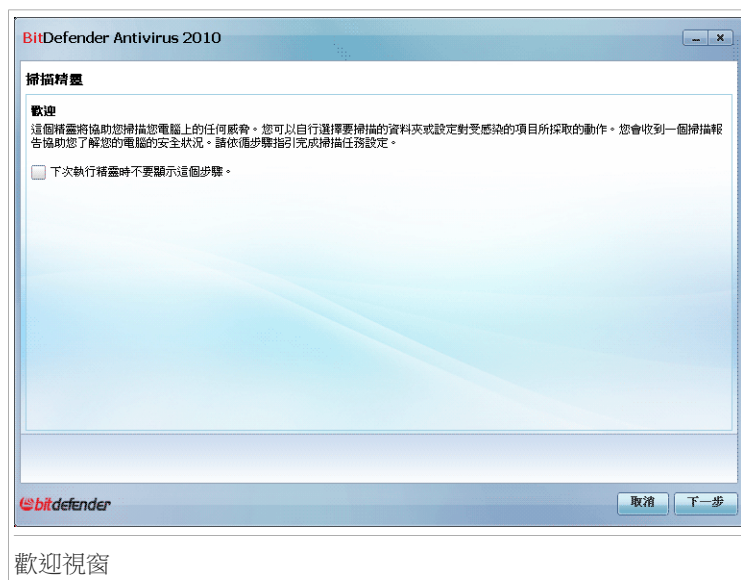 BitDefender Antivirus 2010
掃描精靈
歡迎
這個精靈將協助您掃描您電腦上的任何威脅。您可以自行選擇要掃描的資料夾或設定對受感染的項目所採取的動作。您會收到一個掃描報
告協助您了解您的電腦的安全狀況。請依循步驟指引完成掃描任務設定。
下次執行精靈時不要顯示這個步驟。
bitdefender
取消
下一步
歡迎視窗